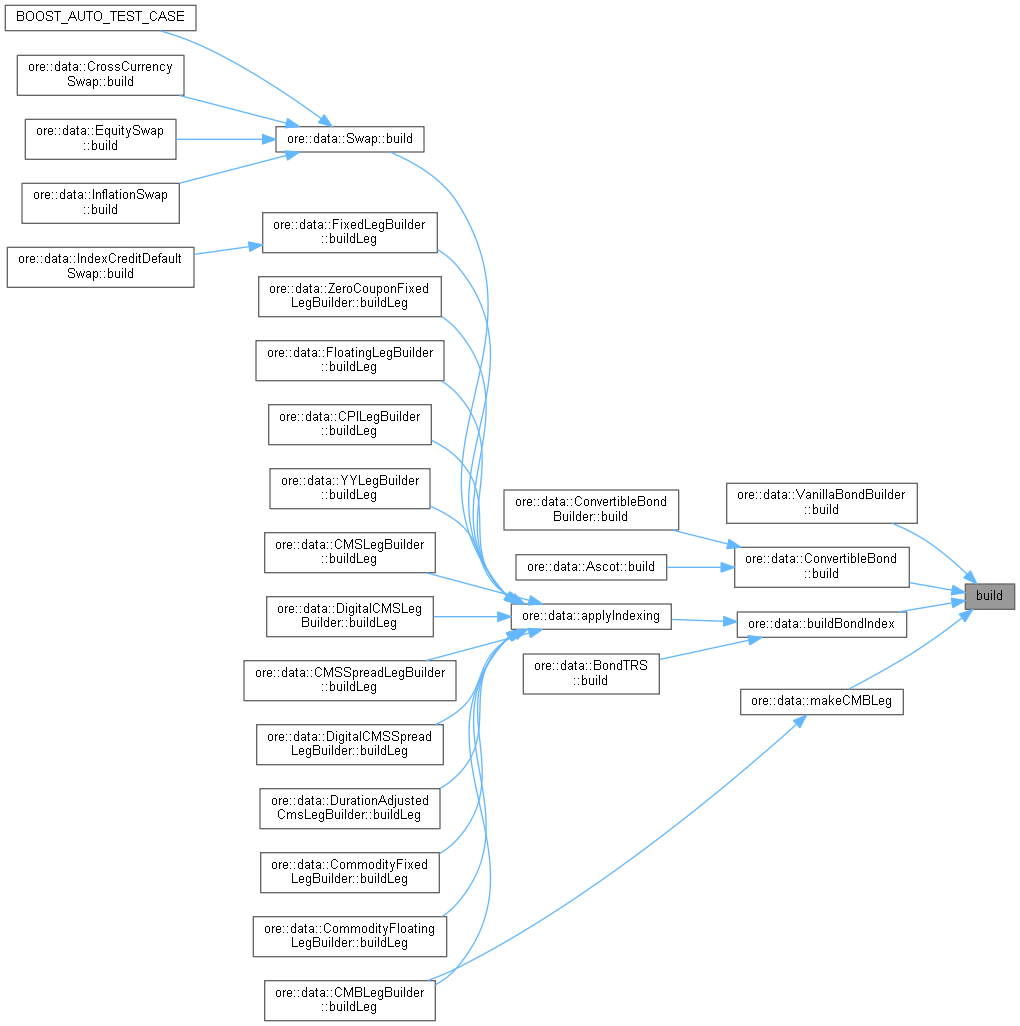 BOOST_AUTO_TEST_CASE
ore::data::CrossCurrency
Swap::build
ore::data::EquitySwap
::build
ore::data::InflationSwap
::build
ore::data::IndexCreditDefault
Swap::build
ore::data::Swap::build
ore::data::FixedLegBuilder
::buildLeg
ore::data::ZeroCouponFixed
LegBuilder::buildLeg
ore::data::FloatingLegBuilder
::buildLeg
ore::data::CPILegBuilder
::buildLeg
ore::data::YYLegBuilder
::buildLeg
ore::data::CMSLegBuilder
::buildLeg
ore::data::DigitalCMSLeg
Builder::buildLeg
ore::data::CMSSpreadLegBuilder
::buildLeg
ore::data::DigitalCMSSpread
LegBuilder::buildLeg
ore::data::DurationAdjusted
CmsLegBuilder::buildLeg
ore::data::CommodityFixed
LegBuilder::buildLeg
ore::data::CommodityFloating
LegBuilder::buildLeg
ore::data::CMBLegBuilder
::buildLeg
ore::data::ConvertibleBond
Builder::build
ore::data::Ascot::build
ore::data::applyIndexing
ore::data::BondTRS
::build
ore::data::VanillaBondBuilder
::build
ore::data::ConvertibleBond
::build
ore::data::buildBondIndex
ore::data::makeCMBLeg
build